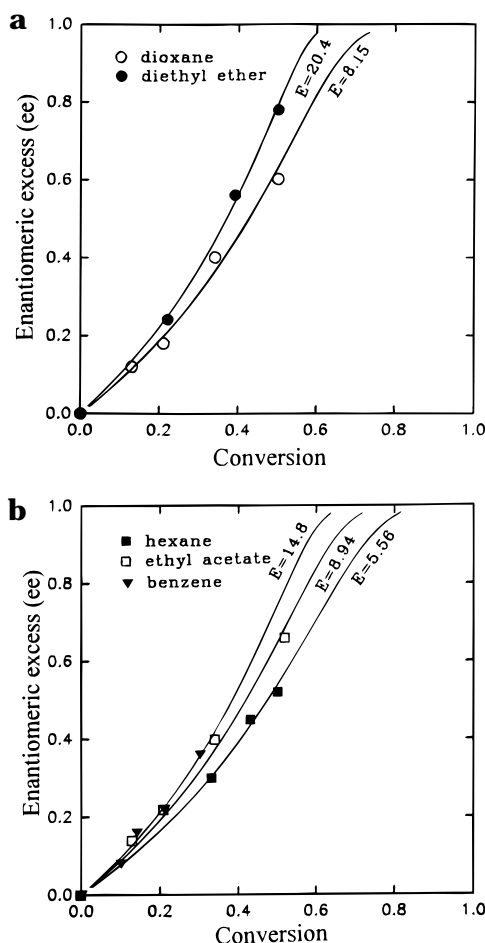 a
1.0
0.8
0.6
0.4
0.2
0.0
Enantiomeric excess (ee)
dioxane
diethyl ether
E=20.4
E=8.15
0.2
0.4
0.6
0.8
1.0
Conversion
b
1.0
0.8
0.6
0.4
0.2
0.0
Enantiomeric excess (ee)
hexane
ethyl acetate
benzene
E=14.8
E=8.94
E=5.56
0.0
0.2
0.4
0.6
0.8
1.0
Conversion